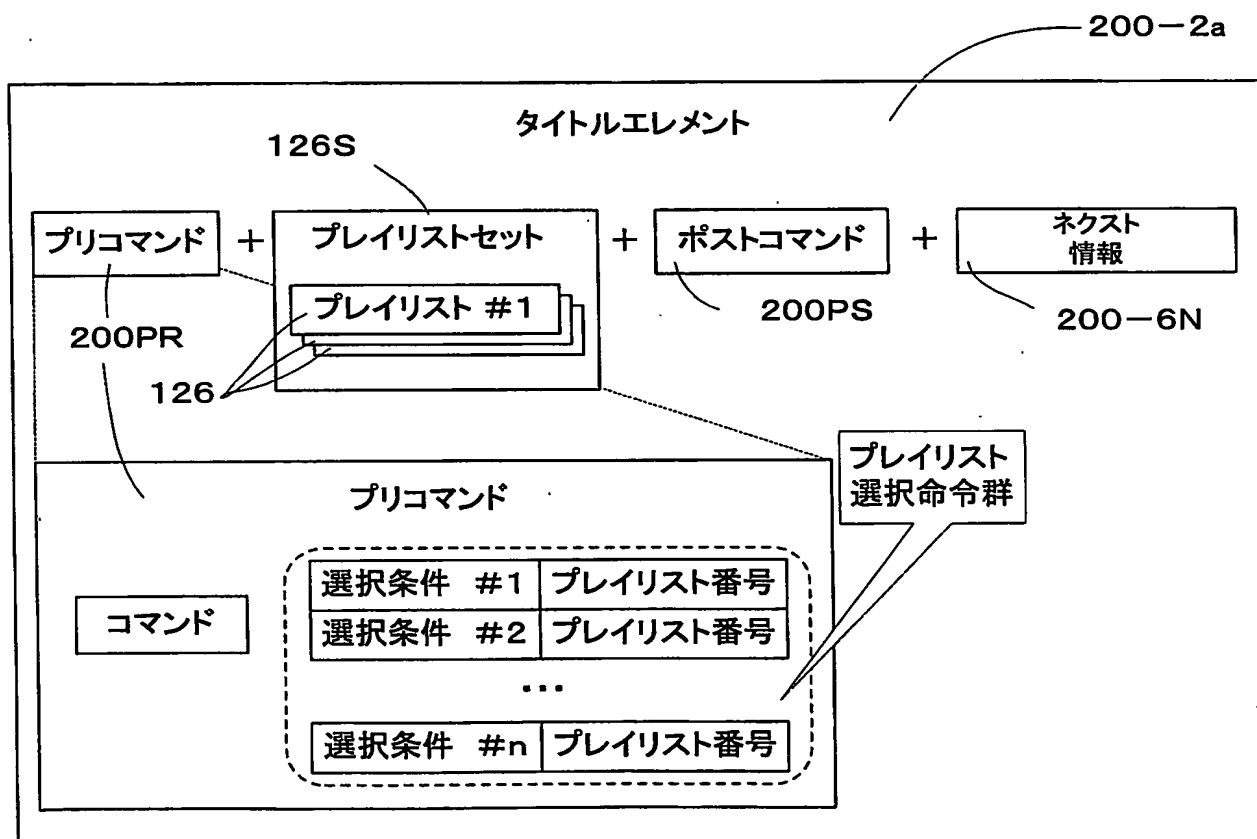 200-2a
タイトルエレメント
126S
プリコマンド + プレイリストセット + ポストコマンド + ネクスト
情報
プレイリスト #1
200PR
200PS
200-6N
126
プレイリスト
選択命令群
プリコマンド
コマンド
選択条件 #1 プレイリスト番号
選択条件 #2 プレイリスト番号
...
選択条件 #n プレイリスト番号